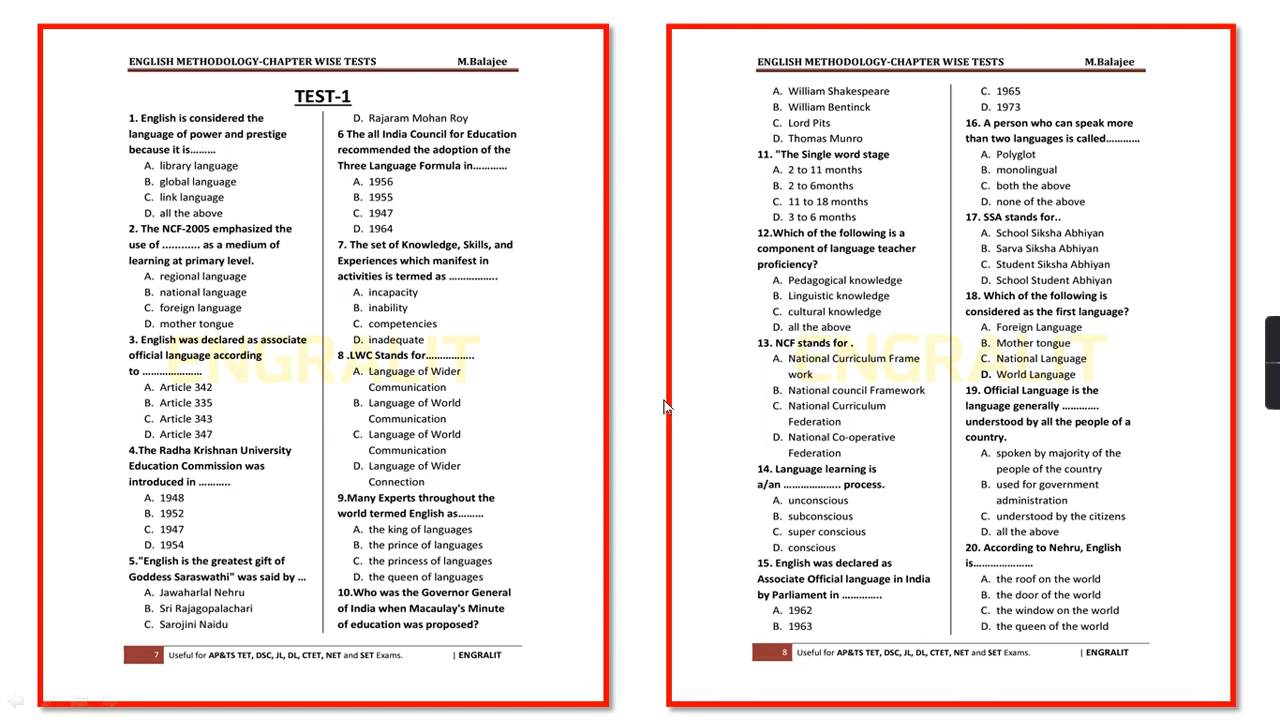 ENGLISH METHODOLOGY-CHAPTER WISE TESTS M.Balajee
TEST-1
1. English is considered the
language of power and prestige
because it is………
A. library language
B. global language
C. link language
D. all the above
2. The NCF-2005 emphasized the
use of ............ as a medium of
learning at primary level.
A. regional language
B. national language
C. foreign language
D. mother tongue
3. English was declared as associate
official language according
to …………………
A. Article 342
B. Article 335
C. Article 343
D. Article 347
4.The Radha Krishnan University
Education Commission was
introduced in ………..
A. 1948
B. 1952
C. 1947
D. 1954
5."English is the greatest gift of
Goddess Saraswathi" was said by …
A. Jawaharlal Nehru
B. Sri Rajagopalachari
C. Sarojini Naidu
D. Rajaram Mohan Roy
6 The all India Council for Education
recommended the adoption of the
Three Language Formula in…………
A. 1956
B. 1955
C. 1947
D. 1964
7. The set of Knowledge, Skills, and
Experiences which manifest in
activities is termed as ……………..
A. incapacity
B. inability
C. competencies
D. inadequate
8 .LWC Stands for……………..
A. Language of Wider
Communication
B. Language of World
Communication
C. Language of World
Communication
D. Language of Wider
Connection
9.Many Experts throughout the
world termed English as………
A. the king of languages
B. the prince of languages
C. the princess of languages
D. the queen of languages
10.Who was the Governor General
of India when Macaulay's Minute
of education was proposed?
7 Useful for AP&TS TET, DSC, JL, DL, CTET, NET and SET Exams. | ENGRALIT
ENGRALIT
ENGLISH METHODOLOGY-CHAPTER WISE TESTS M.Balajee
A. William Shakespeare
B. William Bentinck
C. Lord Pits
D. Thomas Munro
11. "The Single word stage
A. 2 to 11 months
B. 2 to 6months
C. 11 to 18 months
D. 3 to 6 months
12.Which of the following is a
component of language teacher
proficiency?
A. Pedagogical knowledge
B. Linguistic knowledge
C. cultural knowledge
D. all the above
13. NCF stands for .
A. National Curriculum Frame
work
B. National council Framework
C. National Curriculum
Federation
D. National Co-operative
Federation
14. Language learning is
a/an ……………….. process.
A. unconscious
B. subconscious
C. super conscious
D. conscious
15. English was declared as
Associate Official language in India
by Parliament in …………..
A. 1962
B. 1963
C. 1965
D. 1973
16. A person who can speak more
than two languages is called…………
A. Polyglot
B. monolingual
C. both the above
D. none of the above
17. SSA stands for..
A. School Siksha Abhiyan
B. Sarva Siksha Abhiyan
C. Student Siksha Abhiyan
D. School Student Abhiyan
18. Which of the following is
considered as the first language?
A. Foreign Language
B. Mother tongue
C. National Language
D. World Language
19. Official Language is the
language generally ………….
understood by all the people of a
country.
A. spoken by majority of the
people of the country
B. used for government
administration
C. understood by the citizens
D. all the above
20. According to Nehru, English
is…………………
A. the roof on the world
B. the door of the world
C. the window on the world
D. the queen of the world
8 Useful for AP&TS TET, DSC, JL, DL, CTET, NET and SET Exams. | ENGRALIT
ENGRALIT